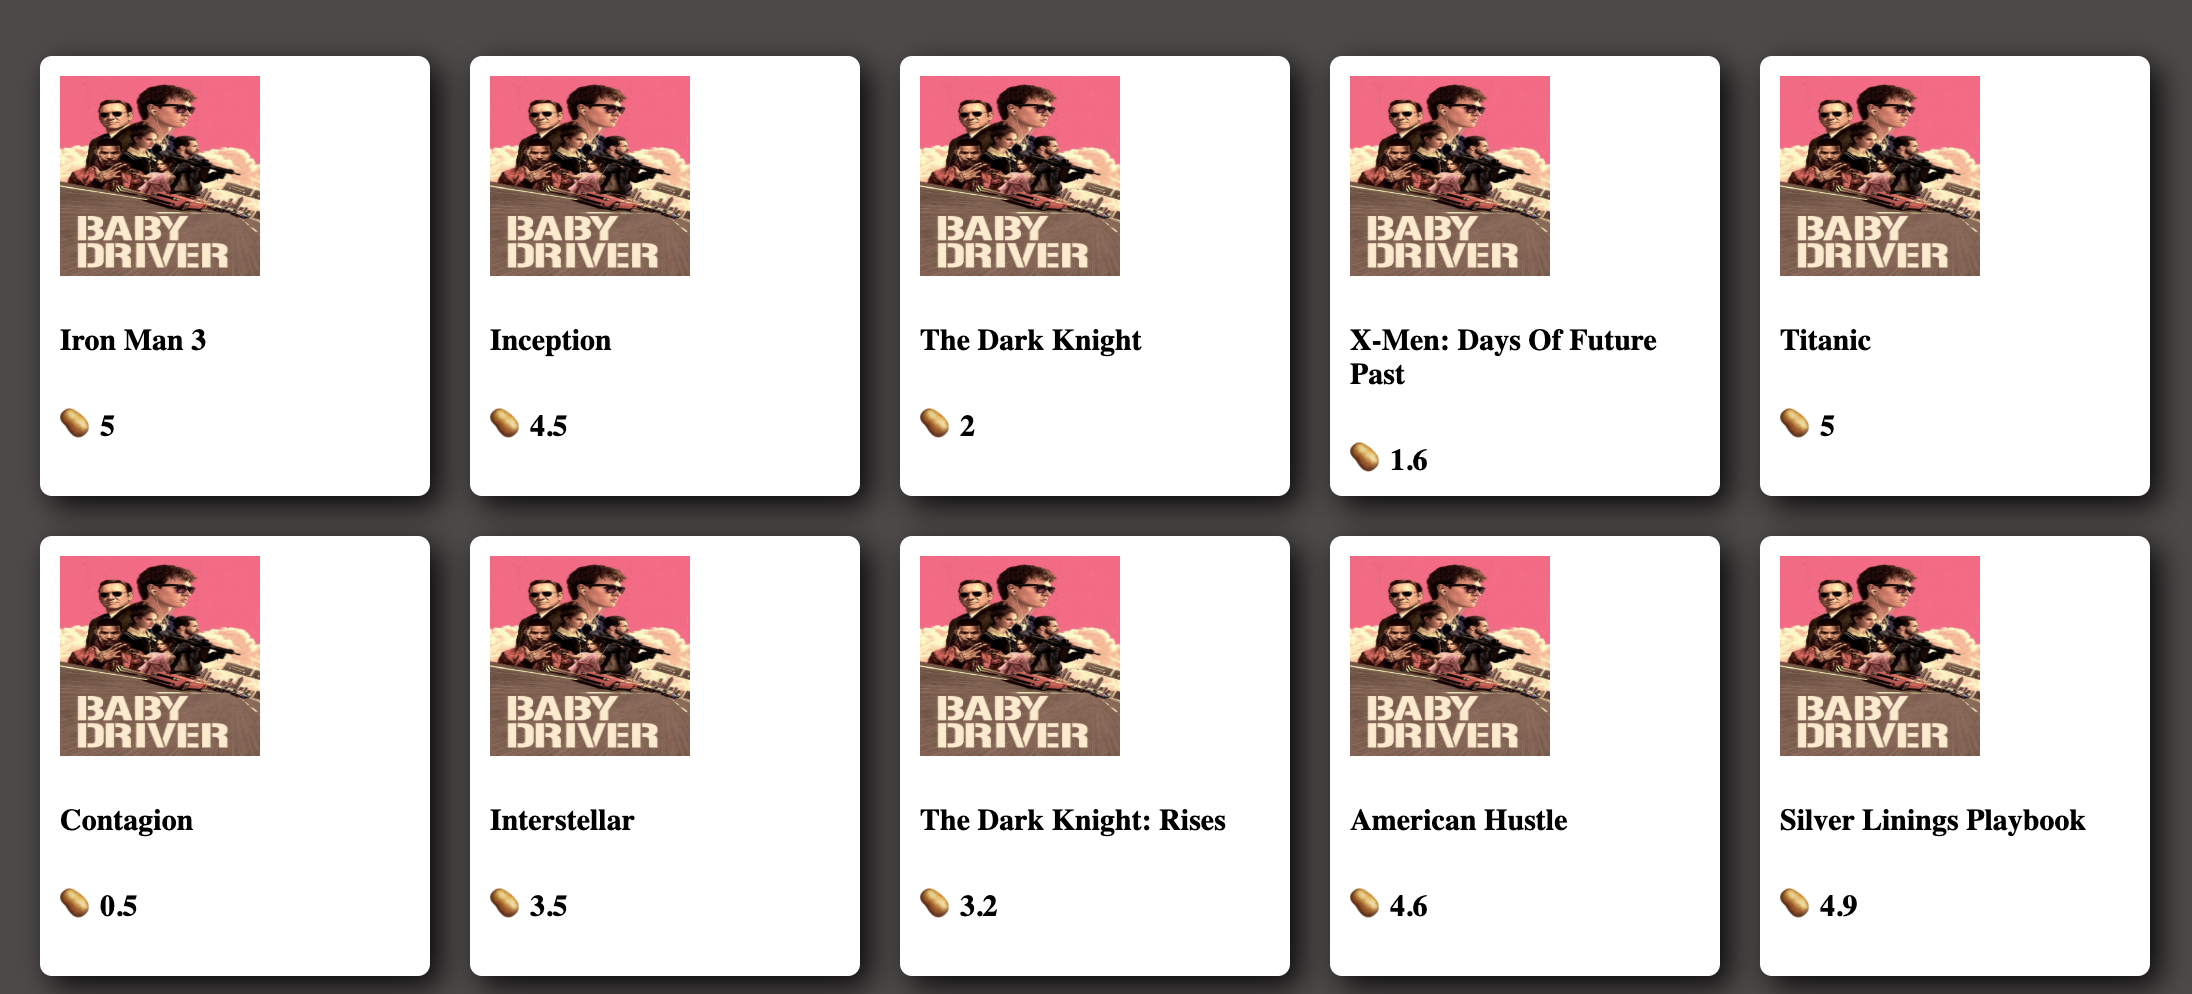 BABY
DRIVER
Iron Man 3
🥔 5
BABY
DRIVER
Inception
🥔 4.5
BABY
DRIVER
The Dark Knight
🥔 2
BABY
DRIVER
X-Men: Days Of Future
Past
🥔 1.6
BABY
DRIVER
Titanic
🥔 5
BABY
DRIVER
Contagion
🥔 0.5
BABY
DRIVER
Interstellar
🥔 3.5
BABY
DRIVER
The Dark Knight: Rises
🥔 3.2
BABY
DRIVER
American Hustle
🥔 4.6
BABY
DRIVER
Silver Linings Playbook
🥔 4.9